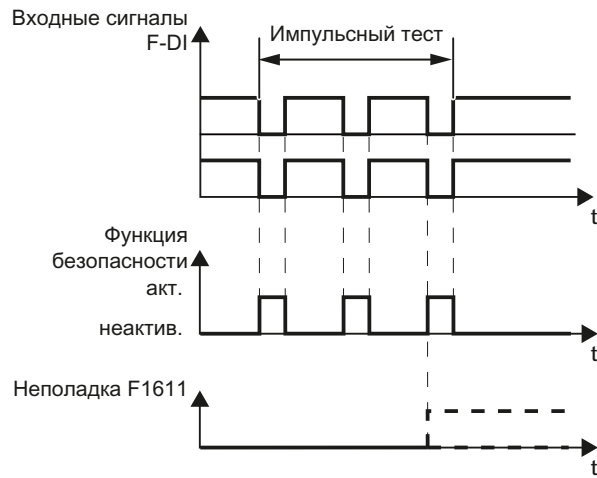 Входные сигналы
F-DI
Импульсный тест
t
Функция
безопасности
акт.
неактив.
t
Неполадка F1611
t